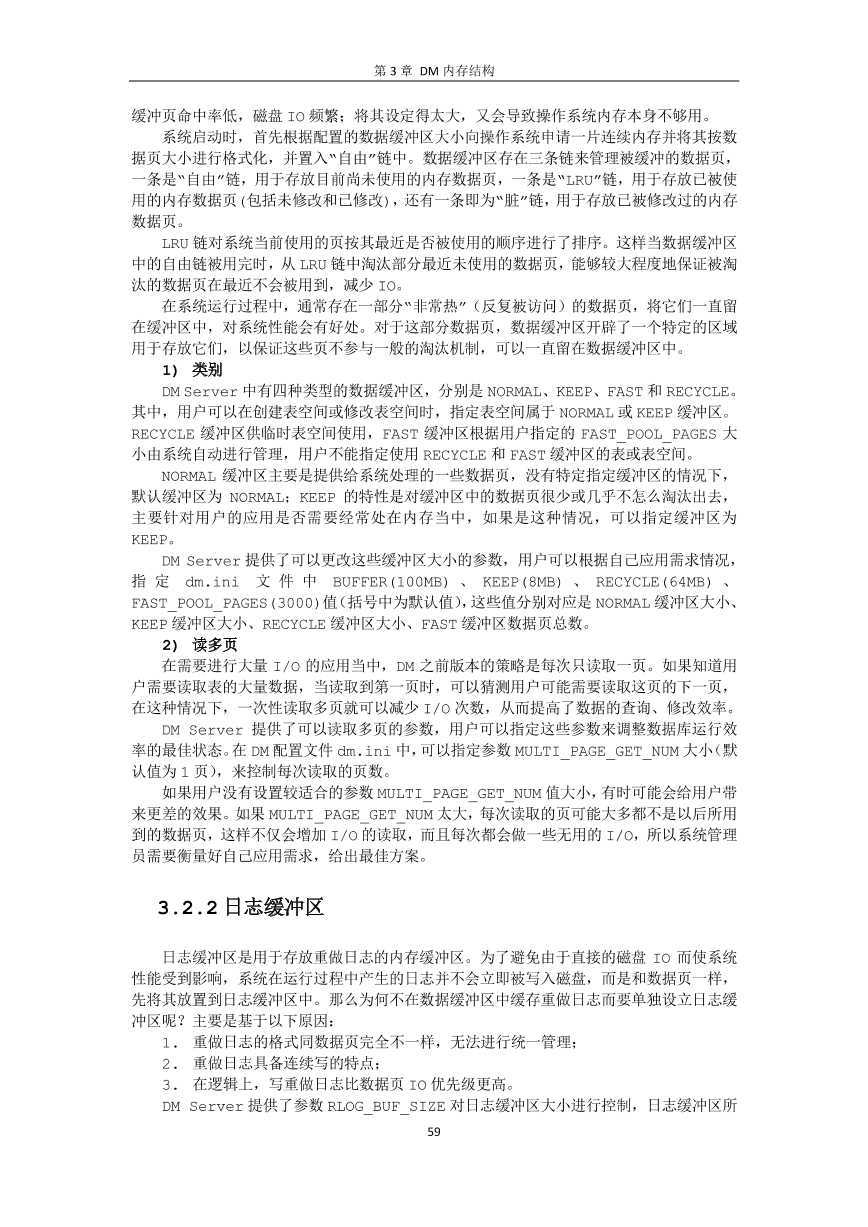 第 3 章 DM 内存结构
缓冲页命中率低，磁盘 IO 频繁；将其设定得太大，又会导致操作系统内存本身不够用。
系统启动时，首先根据配置的数据缓冲区大小向操作系统申请一片连续内存并将其按数
据页大小进行格式化，并置入“自由”链中。数据缓冲区存在三条链来管理被缓冲的数据页，
一条是“自由”链，用于存放目前尚未使用的内存数据页，一条是“LRU”链，用于存放已被使
用的内存数据页(包括未修改和已修改)，还有一条即为“脏”链，用于存放已被修改过的内存
数据页。
LRU 链对系统当前使用的页按其最近是否被使用的顺序进行了排序。这样当数据缓冲区
中的自由链被用完时，从 LRU 链中淘汰部分最近未使用的数据页，能够较大程度地保证被淘
汰的数据页在最近不会被用到，减少 IO。
在系统运行过程中，通常存在一部分“非常热”（反复被访问）的数据页，将它们一直留
在缓冲区中，对系统性能会有好处。对于这部分数据页，数据缓冲区开辟了一个特定的区域
用于存放它们，以保证这些页不参与一般的淘汰机制，可以一直留在数据缓冲区中。
1) 类别
DM Server 中有四种类型的数据缓冲区，分别是 NORMAL、KEEP、FAST 和 RECYCLE。
其中，用户可以在创建表空间或修改表空间时，指定表空间属于 NORMAL 或 KEEP 缓冲区。
RECYCLE 缓冲区供临时表空间使用，FAST 缓冲区根据用户指定的 FAST_POOL_PAGES 大
小由系统自动进行管理，用户不能指定使用 RECYCLE 和 FAST 缓冲区的表或表空间。
NORMAL 缓冲区主要是提供给系统处理的一些数据页，没有特定指定缓冲区的情况下，
默认缓冲区为 NORMAL；KEEP 的特性是对缓冲区中的数据页很少或几乎不怎么淘汰出去，
主要针对用户的应用是否需要经常处在内存当中，如果是这种情况，可以指定缓冲区为
KEEP。
DM Server 提供了可以更改这些缓冲区大小的参数，用户可以根据自己应用需求情况，
指定 dm.ini 文件中 BUFFER(100MB)、KEEP(8MB)、RECYCLE(64MB)、
FAST_POOL_PAGES(3000)值(括号中为默认值)，这些值分别对应是 NORMAL 缓冲区大小、
KEEP 缓冲区大小、RECYCLE 缓冲区大小、FAST 缓冲区数据页总数。
2) 读多页
在需要进行大量 I/O 的应用当中，DM 之前版本的策略是每次只读取一页。如果知道用
户需要读取表的大量数据，当读取到第一页时，可以猜测用户可能需要读取这页的下一页，
在这种情况下，一次性读取多页就可以减少 I/O 次数，从而提高了数据的查询、修改效率。
DM Server 提供了可以读取多页的参数，用户可以指定这些参数来调整数据库运行效
率的最佳状态。在 DM 配置文件 dm.ini 中，可以指定参数 MULTI_PAGE_GET_NUM 大小（默
认值为 1 页），来控制每次读取的页数。
如果用户没有设置较适合的参数 MULTI_PAGE_GET_NUM 值大小，有时可能会给用户带
来更差的效果。如果 MULTI_PAGE_GET_NUM 太大，每次读取的页可能大多都不是以后所用
到的数据页，这样不仅会增加 I/O 的读取，而且每次都会做一些无用的 I/O，所以系统管理
员需要衡量好自己应用需求，给出最佳方案。
3.2.2 日志缓冲区
日志缓冲区是用于存放重做日志的内存缓冲区。为了避免由于直接的磁盘 IO 而使系统
性能受到影响，系统在运行过程中产生的日志并不会立即被写入磁盘，而是和数据页一样，
先将其放置到日志缓冲区中。那么为何不在数据缓冲区中缓存重做日志而要单独设立日志缓
冲区呢？主要是基于以下原因：
1. 重做日志的格式同数据页完全不一样，无法进行统一管理；
2. 重做日志具备连续写的特点；
3. 在逻辑上，写重做日志比数据页 IO 优先级更高。
DM Server 提供了参数 RLOG_BUF_SIZE 对日志缓冲区大小进行控制，日志缓冲区所
59